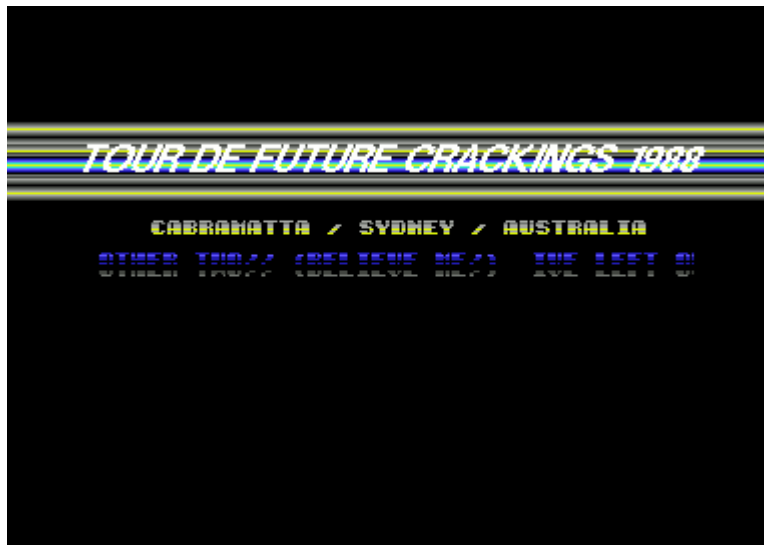 TOUR DE FUTURE CRACKINGS 1988
CABRAMATTA / SYDNEY / AUSTRALIA
OTHER TWO// (BELIEVE ME/) IVE LEFT